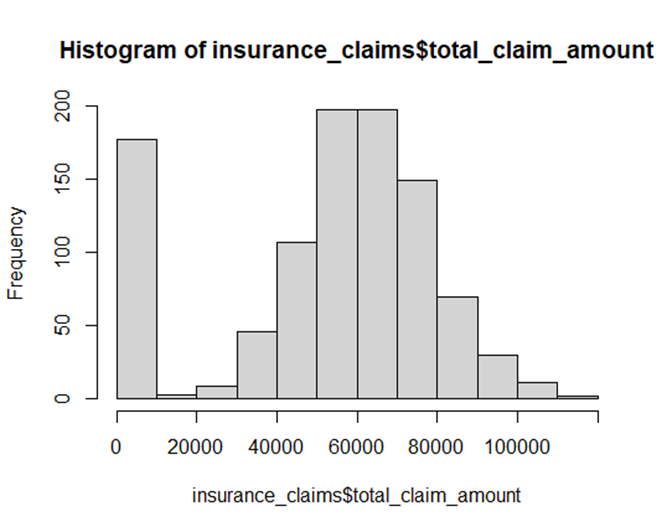 Histogram of insurance_claims$total_claim_amount
Frequency
200
150
100
50
0
0 20000 40000 60000 80000 100000
insurance_claims$total_claim_amount